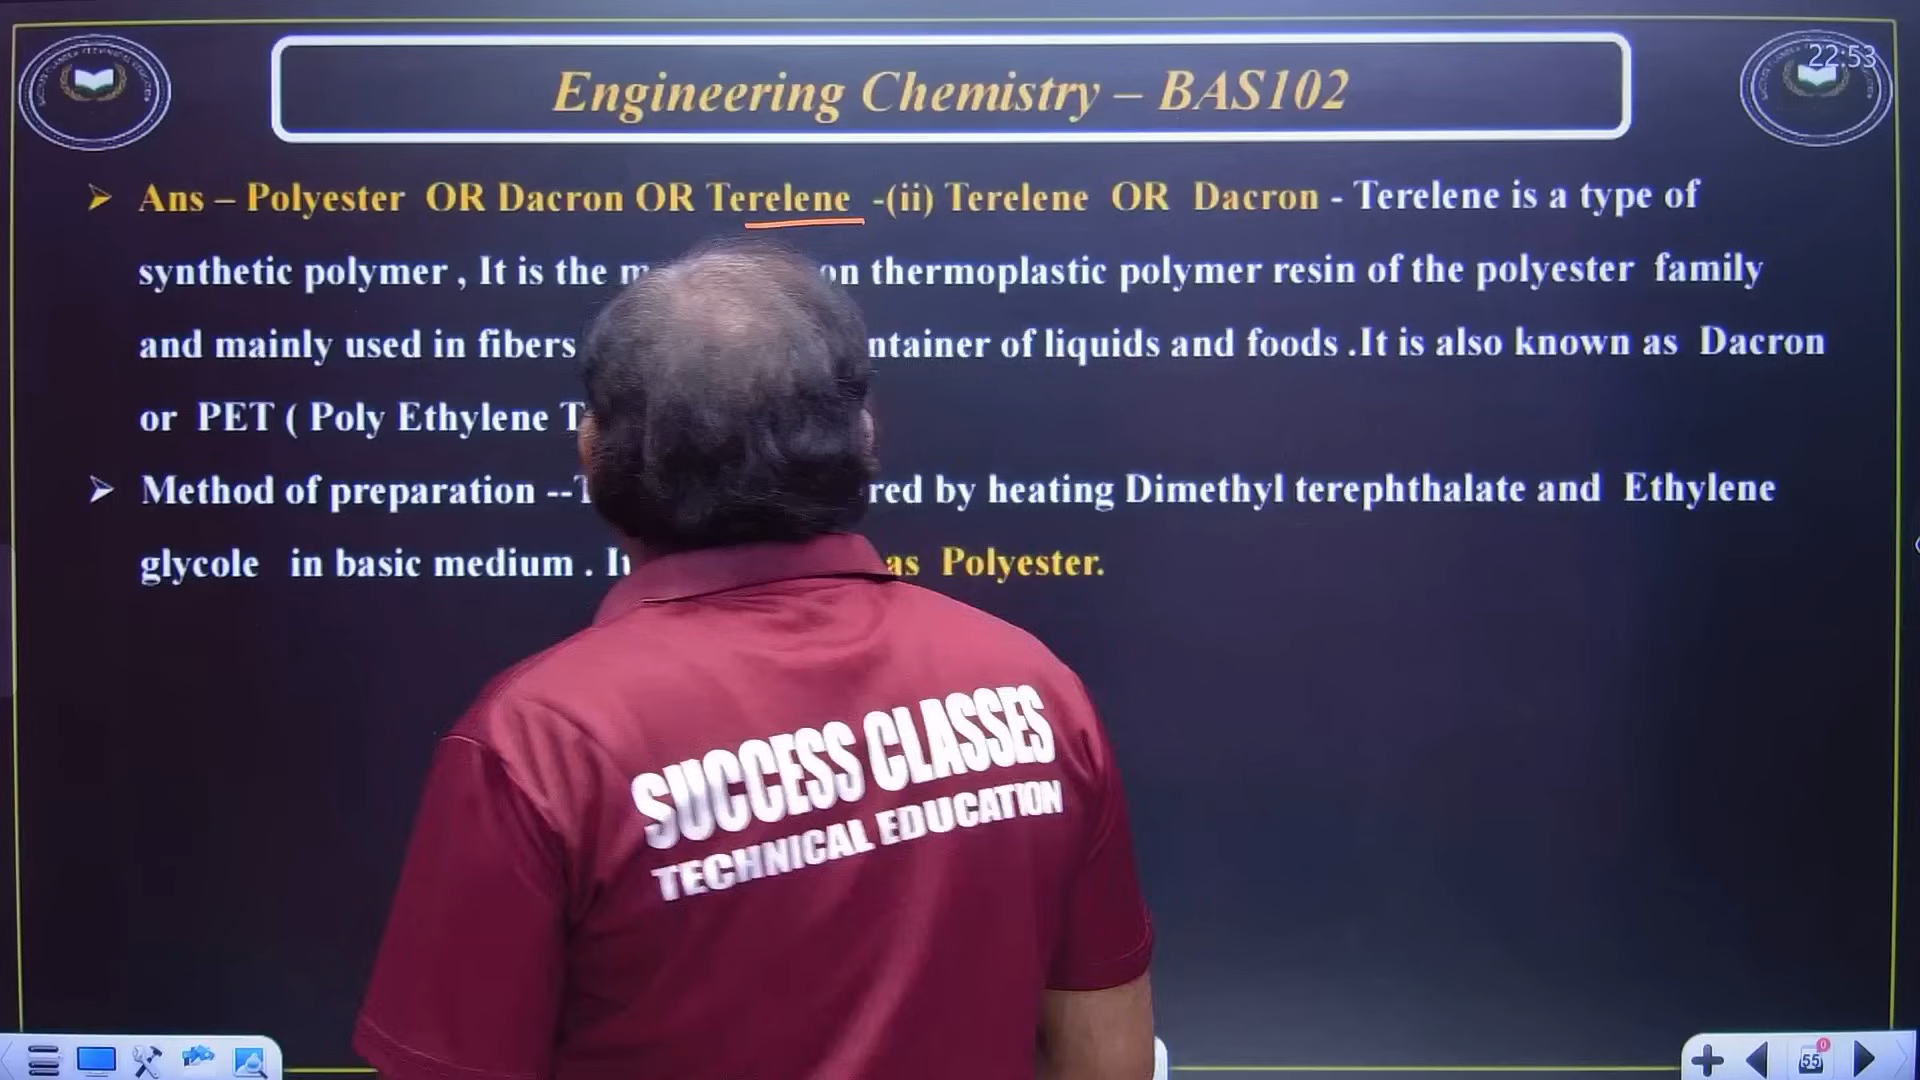 Engineering Chemistry – BAS102
22:53
➢ Ans – Polyester OR Dacron OR Terelene -(ii) Terelene OR Dacron - Terelene is a type of
synthetic polymer , It is the on thermoplastic polymer resin of the polyester family
and mainly used in fibers ntainer of liquids and foods .It is also known as Dacron
or PET ( Poly Ethylene T
➢ Method of preparation --T red by heating Dimethyl terephthalate and Ethylene
glycole in basic medium . It as Polyester.
SUCCESS CLASSES
TECHNICAL EDUCATION
55
0